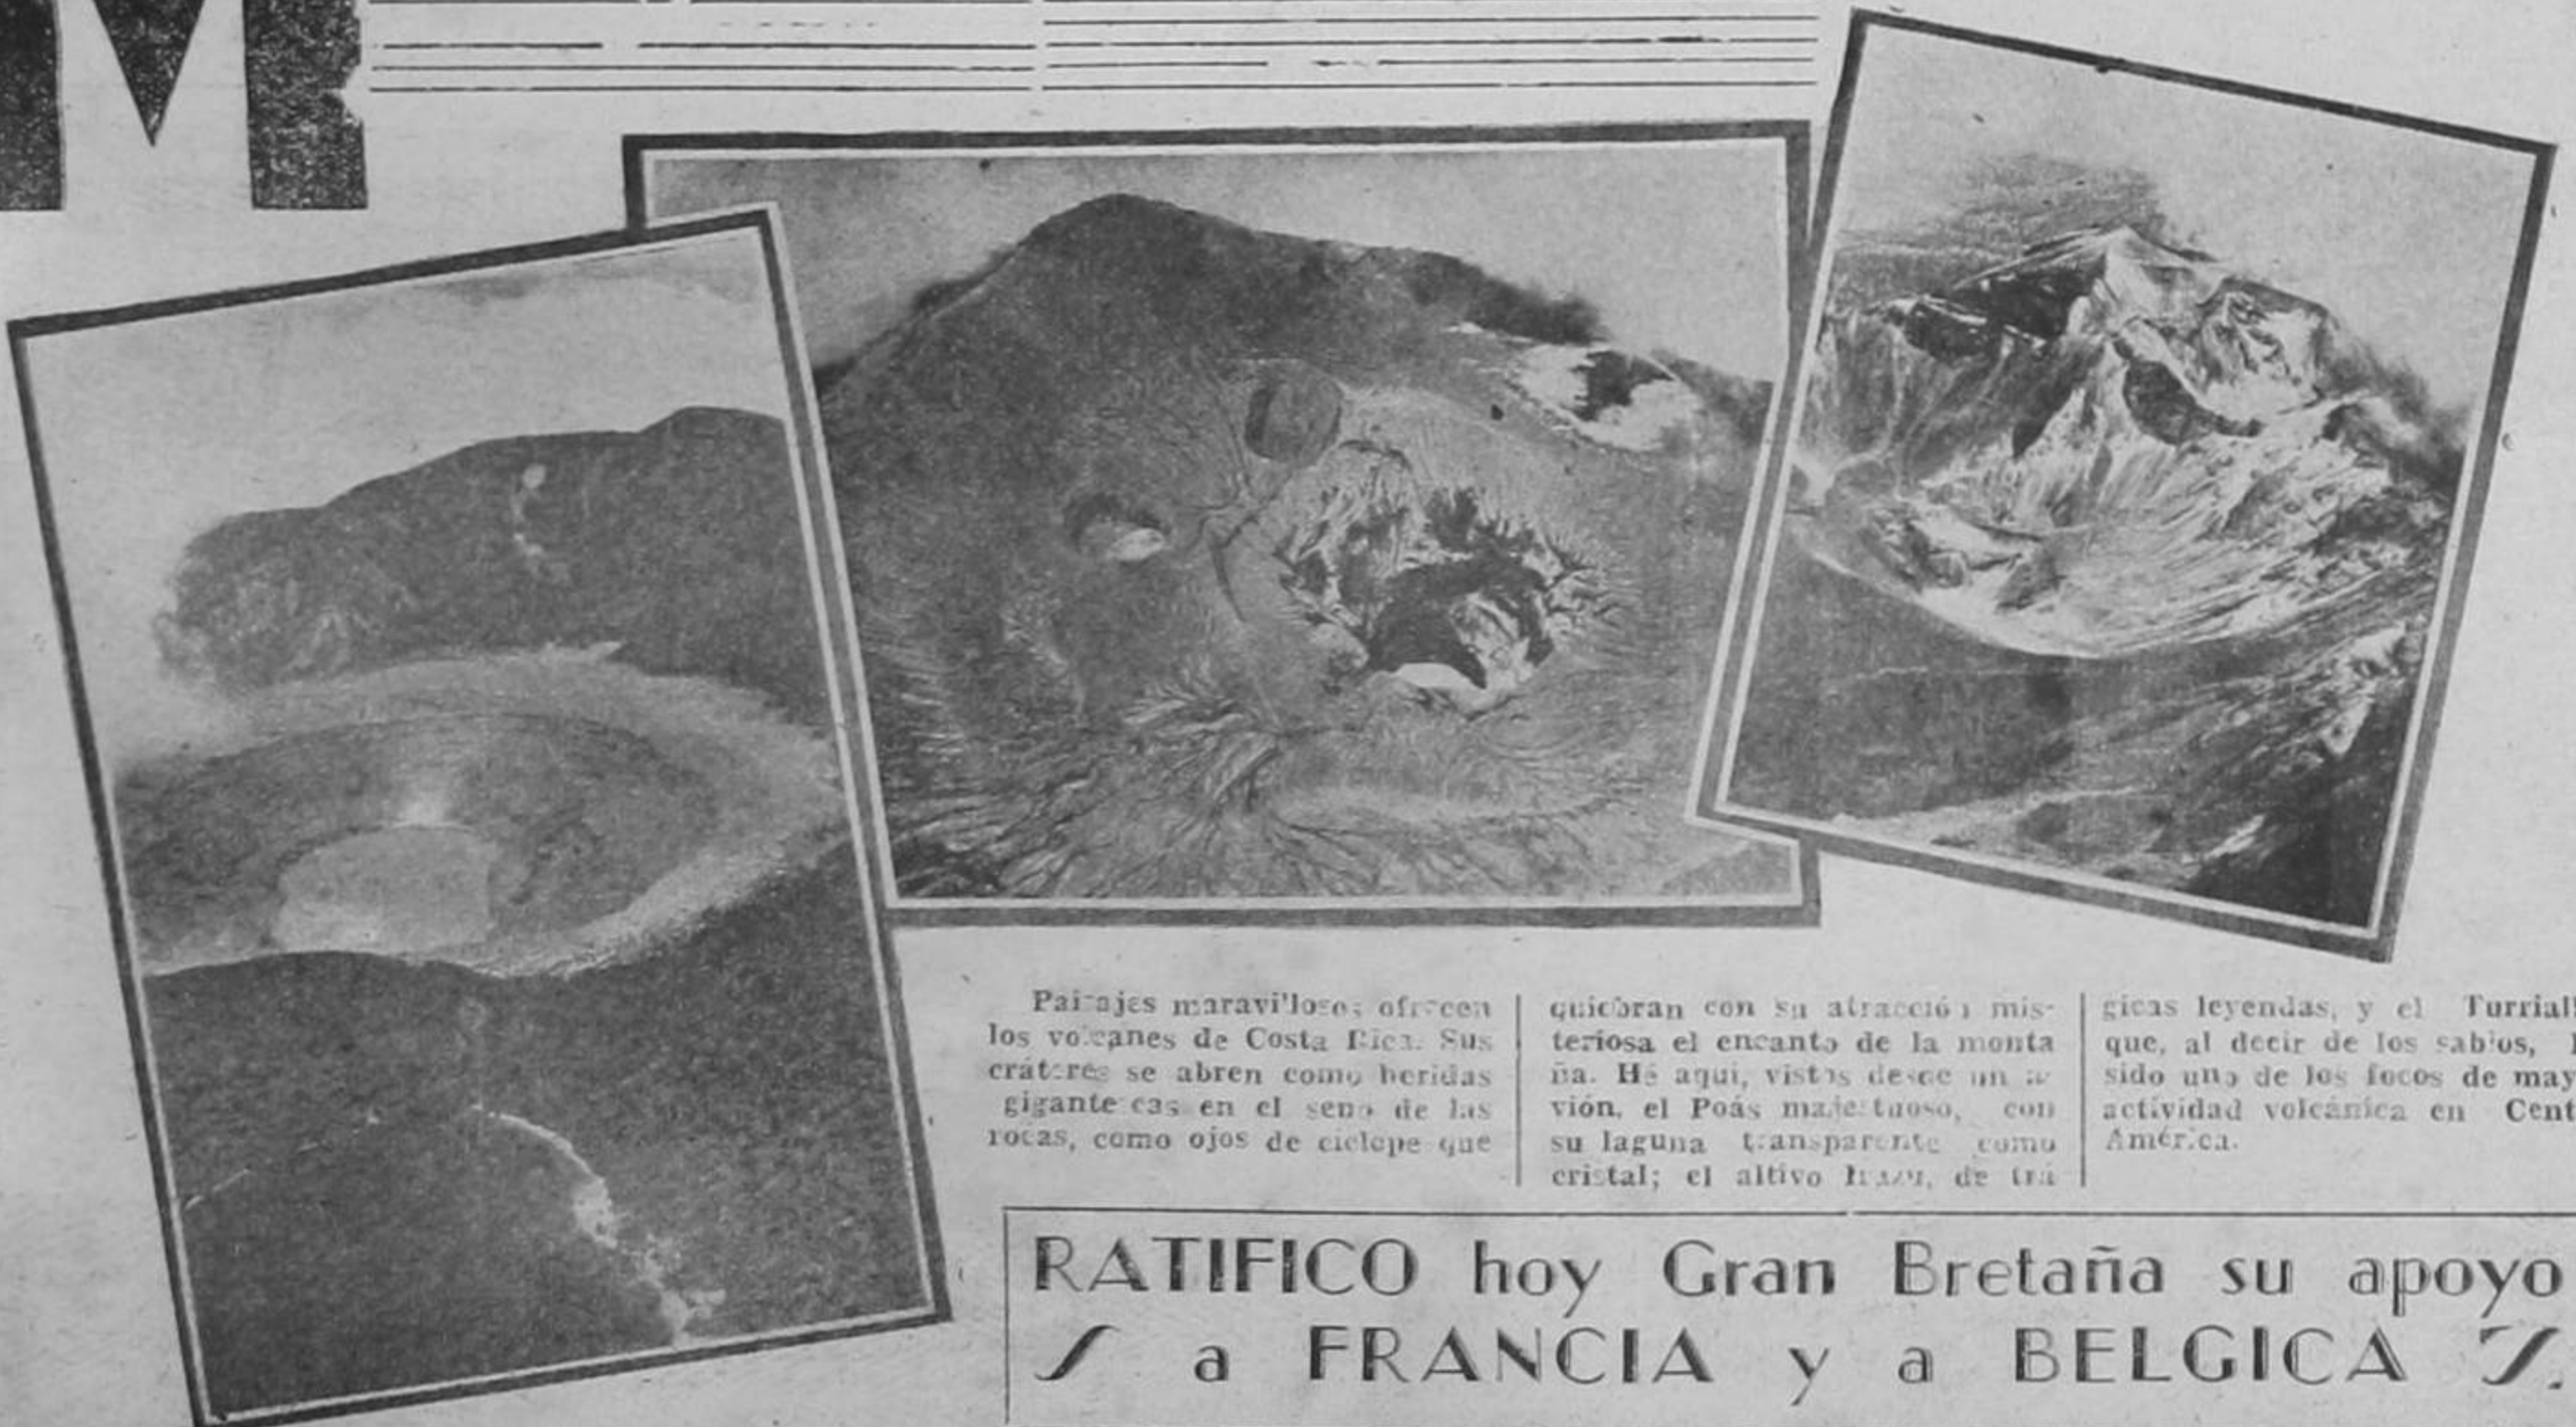 M
Paisajes maravillosos ofrecen
los volcanes de Costa Rica. Sus
cráteres se abren como heridas
gigantescas en el seno de las
rocas, como ojos de cíclope que
quiebran con su atracción mis-
teriosa el encanto de la monta
ña. He aquí, vistos desde un a-
vión, el Poás majestuoso, con
su laguna transparente como
cristal; el altivo Irazú, de trá
gicas leyendas, y el Turrial
que, al decir de los sabios,
sido uno de los focos de may
actividad volcánica en Cent
América.
RATIFICO hoy Gran Bretaña su apoyo
a FRANCIA y a BELGICA